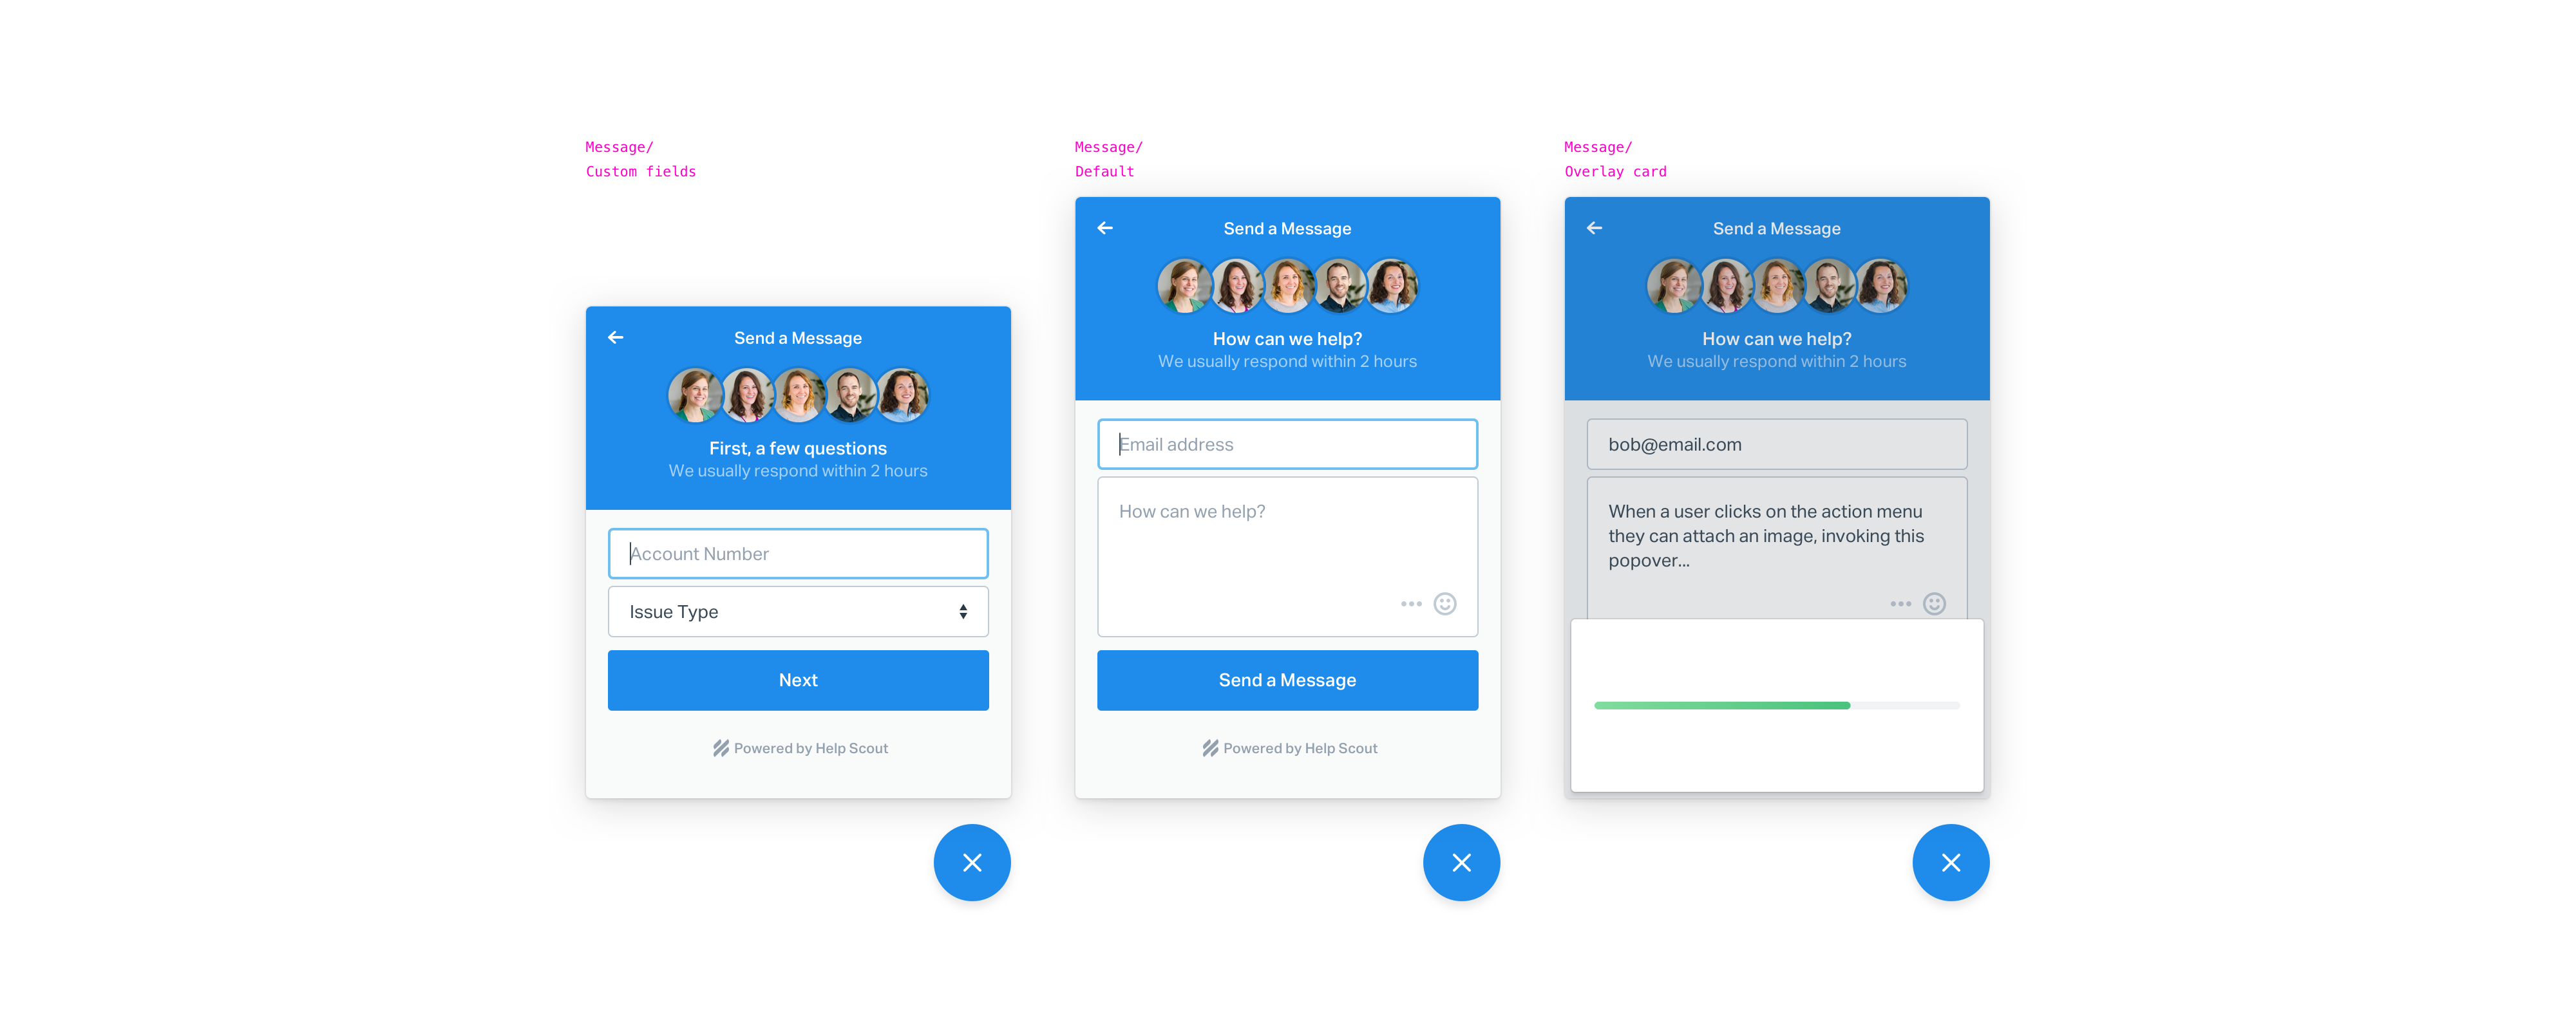 Message/
Custom fields
Send a Message
First, a few questions
We usually respond within 2 hours
Account Number
Issue Type
Next
Powered by Help Scout
Message/
Default
Send a Message
How can we help?
We usually respond within 2 hours
Email address
How can we help?
Send a Message
Powered by Help Scout
Message/
Overlay card
Send a Message
How can we help?
We usually respond within 2 hours
bob@email.com
When a user clicks on the action menu
they can attach an image, invoking this
popover...